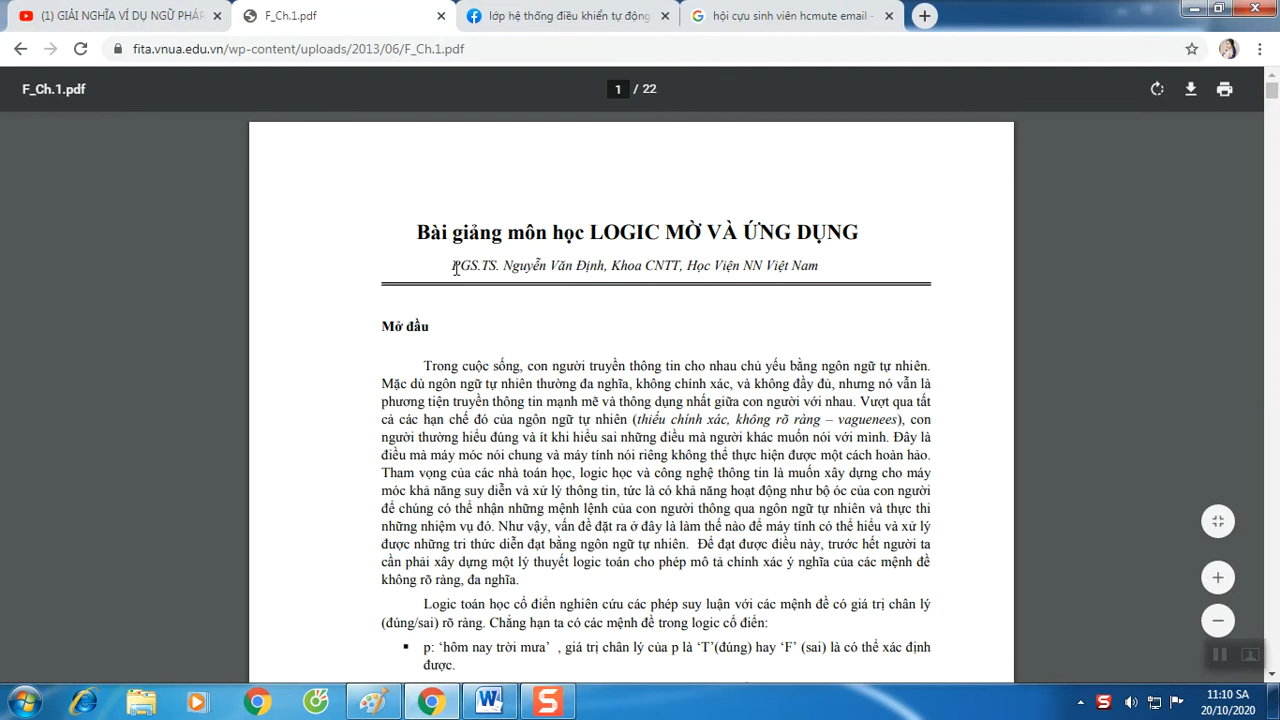 (1) GIẢI NGHĨA VÍ DỤ NGỮ PHÁP
F_Ch.1.pdf
lớp hệ thống điều khiển tự động
hội cựu sinh viên hcmute email -
fita.vnua.edu.vn/wp-content/uploads/2013/06/F_Ch.1.pdf
F_Ch.1.pdf
1 / 22
Bài giảng môn học LOGIC MỜ VÀ ỨNG DỤNG
PGS.TS. Nguyễn Văn Định, Khoa CNTT, Học Viện NN Việt Nam
Mở đầu
Trong cuộc sống, con người truyền thông tin cho nhau chủ yếu bằng ngôn ngữ tự nhiên.
Mặc dù ngôn ngữ tự nhiên thường đa nghĩa, không chính xác, và không đầy đủ, nhưng nó vẫn là
phương tiện truyền thông tin mạnh mẽ và thông dụng nhất giữa con người với nhau. Vượt qua tất
cả các hạn chế đó của ngôn ngữ tự nhiên (thiếu chính xác, không rõ ràng – vaguenees), con
người thường hiểu đúng và ít khi hiểu sai những điều mà người khác muốn nói với mình. Đây là
điều mà máy móc nói chung và máy tính nói riêng không thể thực hiện được một cách hoàn hảo.
Tham vọng của các nhà toán học, logic học và công nghệ thông tin là muốn xây dựng cho máy
móc khả năng suy diễn và xử lý thông tin, tức là có khả năng hoạt động như bộ óc của con người
để chúng có thể nhận những mệnh lệnh của con người thông qua ngôn ngữ tự nhiên và thực thi
những nhiệm vụ đó. Như vậy, vấn đề đặt ra ở đây là làm thế nào để máy tính có thể hiểu và xử lý
được những tri thức diễn đạt bằng ngôn ngữ tự nhiên. Để đạt được điều này, trước hết người ta
cần phải xây dựng một lý thuyết logic toán cho phép mô tả chính xác ý nghĩa của các mệnh đề
không rõ ràng, đa nghĩa.
Logic toán học cổ điển nghiên cứu các phép suy luận với các mệnh đề có giá trị chân lý
(đúng/sai) rõ ràng. Chẳng hạn ta có các mệnh đề trong logic cổ điển:
▪ p: ‘hôm nay trời mưa’ , giá trị chân lý của p là ‘T’(đúng) hay ‘F’ (sai) là có thể xác định
được.
11:10 SA
20/10/2020